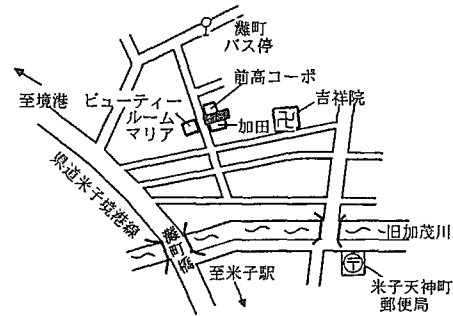 灘町
バス停
前高コーポ
至境港
ビューティー
ルーム
マリア
加田
吉祥院
卍
県道米子境港線
灘町橋
旧加茂川
至米子駅
〒
米子天神町
郵便局